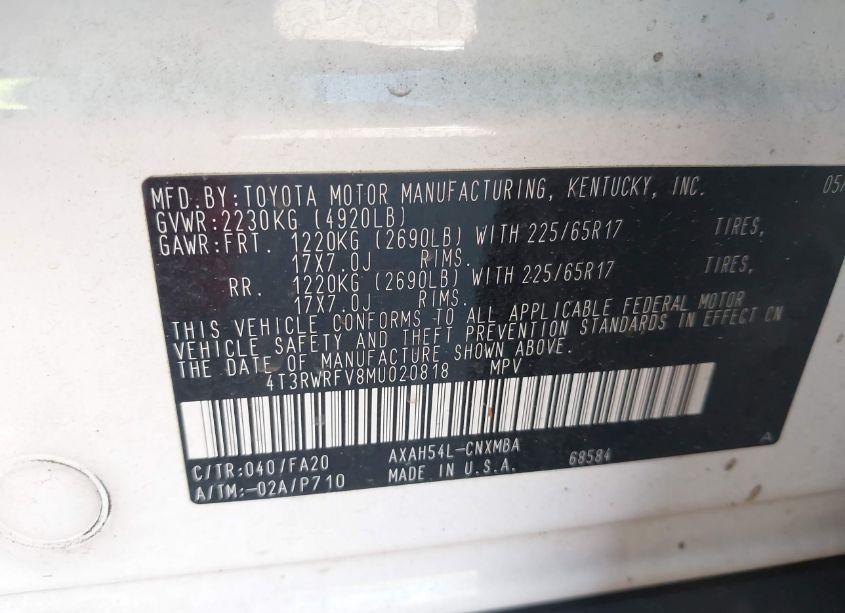 MFD. BY: TOYOTA MOTOR MANUFACTURING, KENTUCKY, INC. 05/
GVWR: 2230KG (4920LB)
GAWR: FRT. 1220KG (2690LB) WITH 225/65R17 TIRES,
17X7.0J RIMS.
RR. 1220KG (2690LB) WITH 225/65R17 TIRES,
17X7.0J RIMS.
THIS VEHICLE CONFORMS TO ALL APPLICABLE FEDERAL MOTOR
VEHICLE SAFETY AND THEFT PREVENTION STANDARDS IN EFFECT ON
THE DATE OF MANUFACTURE SHOWN ABOVE.
4T3RWRFV8MU020818 MPV
C/TR: 040/FA20 AXAH54L-CNXMBA 68584 A
A/TM: -02A/P710 MADE IN U.S.A.